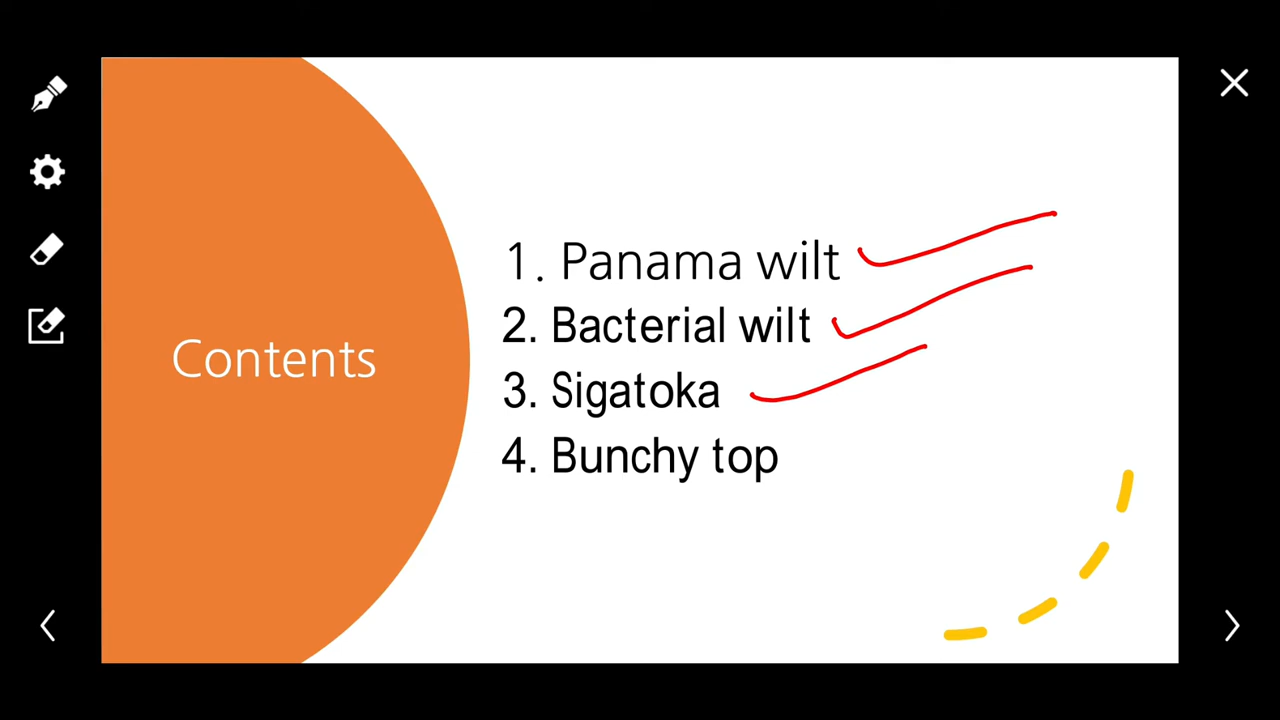 Contents
1. Panama wilt
2. Bacterial wilt
3. Sigatoka
4. Bunchy top